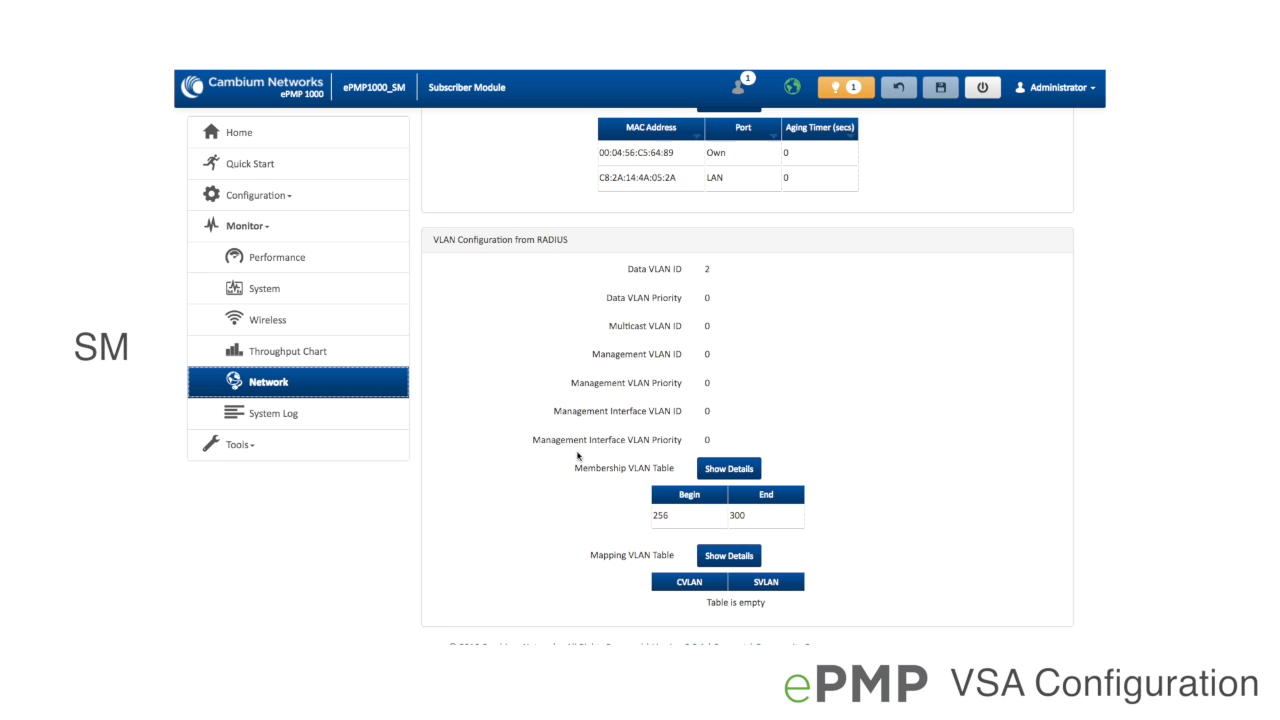 Cambium Networks
ePMP 1000
ePMP1000_SM
Subscriber Module
1
1
Administrator
Home
Quick Start
Configuration
Monitor
Performance
System
Wireless
Throughput Chart
Network
System Log
Tools
MAC Address Port Aging Timer (secs)
00:04:56:C5:64:89 Own 0
C8:2A:14:4A:05:2A LAN 0
VLAN Configuration from RADIUS
Data VLAN ID 2
Data VLAN Priority 0
Multicast VLAN ID 0
Management VLAN ID 0
Management VLAN Priority 0
Management Interface VLAN ID 0
Management Interface VLAN Priority 0
Membership VLAN Table Show Details
Begin End
256 300
Mapping VLAN Table Show Details
CVLAN SVLAN
Table is empty
SM
ePMP VSA Configuration